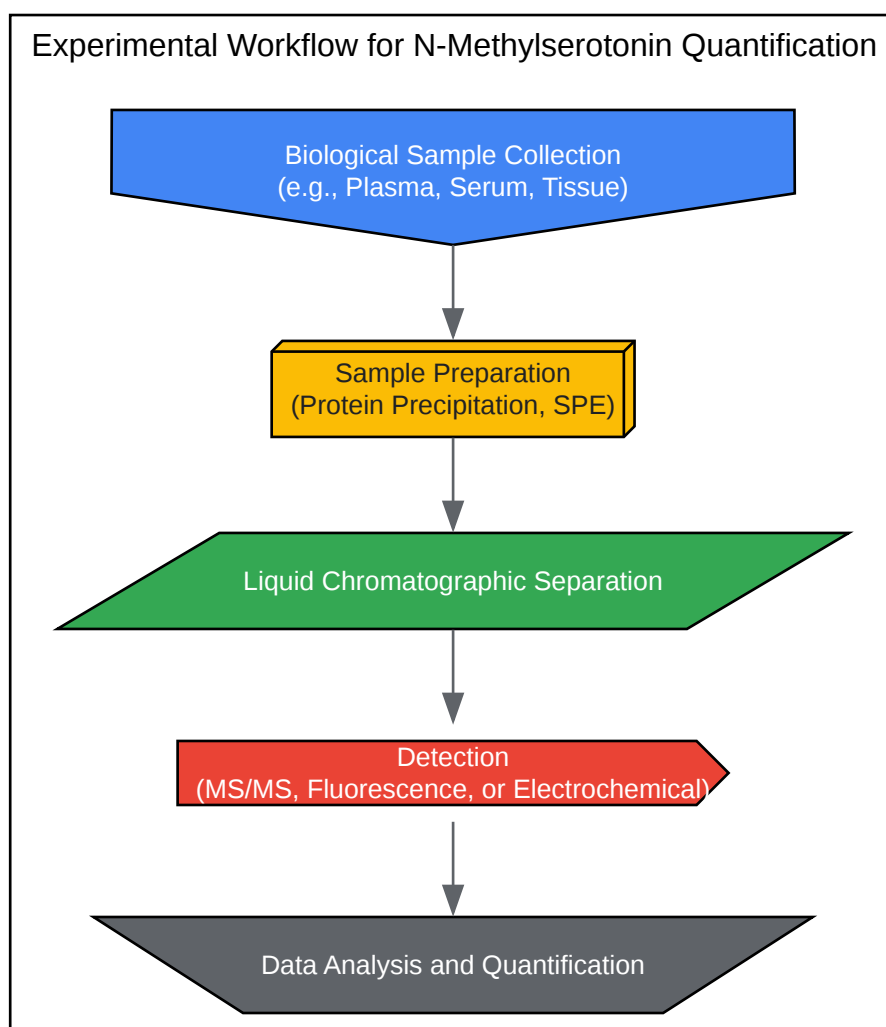 Experimental Workflow for N-Methylserotonin Quantification
Biological Sample Collection
(e.g., Plasma, Serum, Tissue)
Sample Preparation
(Protein Precipitation, SPE)
Liquid Chromatographic Separation
Detection
(MS/MS, Fluorescence, or Electrochemical)
Data Analysis and Quantification